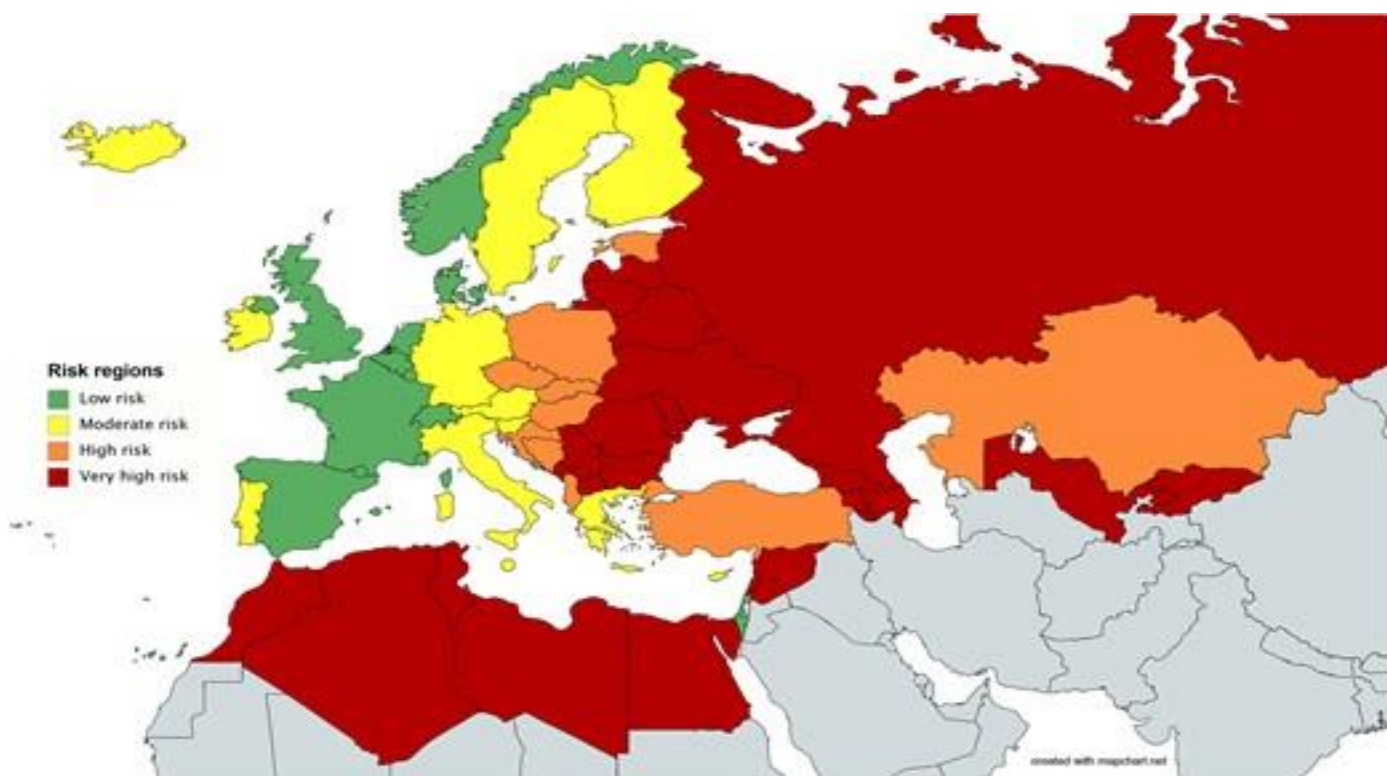 Risk regions
Low risk
Moderate risk
High risk
Very high risk
created with mapchart.net